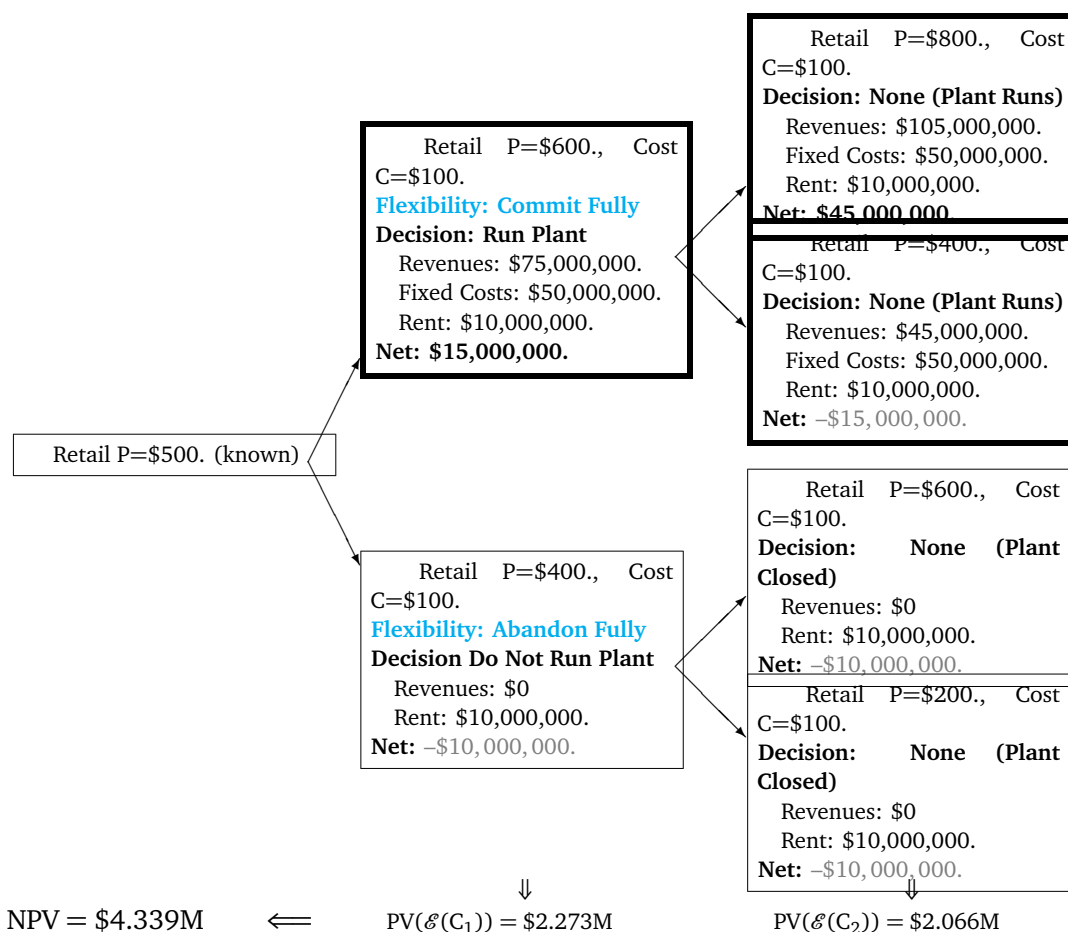 Retail P=$800., Cost
C=$100.
Decision: None (Plant Runs)
Revenues: $105,000,000.
Fixed Costs: $50,000,000.
Rent: $10,000,000.
Net: $45,000,000.
Retail P=$600., Cost
C=$100.
Flexibility: Commit Fully
Decision: Run Plant
Revenues: $75,000,000.
Fixed Costs: $50,000,000.
Rent: $10,000,000.
Net: $15,000,000.
Retail P=$400., Cost
C=$100.
Decision: None (Plant Runs)
Revenues: $45,000,000.
Fixed Costs: $50,000,000.
Rent: $10,000,000.
Net: –$15,000,000.
Retail P=$500. (known)
Retail P=$600., Cost
C=$100.
Decision: None (Plant
Closed)
Revenues: $0
Rent: $10,000,000.
Net: –$10,000,000.
Retail P=$400., Cost
C=$100.
Flexibility: Abandon Fully
Decision Do Not Run Plant
Revenues: $0
Rent: $10,000,000.
Net: –$10,000,000.
Retail P=$200., Cost
C=$100.
Decision: None (Plant
Closed)
Revenues: $0
Rent: $10,000,000.
Net: –$10,000,000.
⇓ ⇓
NPV = $4.339M ⟸ PV(ℰ(C₁)) = $2.273M PV(ℰ(C₂)) = $2.066M